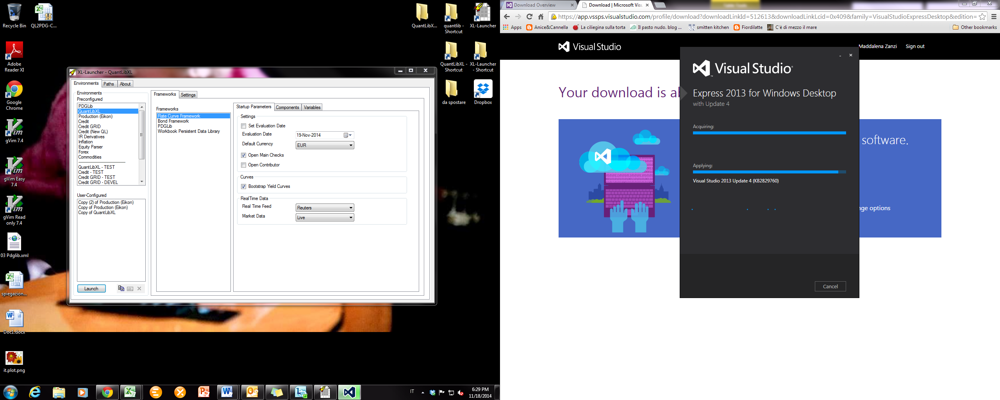 Recycle Bin
QL2PDG-C...
Adobe
Reader XI
Google
Chrome
gVim 7.4
gVim Easy
7.4
gVim Read
only 7.4
03 Pdglib.xml
spiegazion...
Doc1.docx
it.plot.png
QuantLibX...
quantlib -
Shortcut
XL-Launcher
QuantLibXL -
Shortcut
XL-Launcher
- Shortcut
da spostare
Dropbox
XL-Launcher - QuantLibXL
Environments
Paths
About
Environments
Preconfigured
PDGLib
QuantLibXL
Production (Eikon)
Credit
Credit GRID
Credit (New QL)
IR Derivatives
Inflation
Equity Parser
Forex
Commodities
QuantLibXL - TEST
Credit - TEST
Credit GRID - TEST
Credit GRID - DEVEL
User-Configured
Copy (2) of Production (Eikon)
Copy of Production (Eikon)
Copy of QuantLibXL
Launch
Frameworks
Settings
Frameworks
Rate Curve Framework
Bond Framework
PDGLib
Workbook Persistent Data Library
Startup Parameters
Components
Variables
Settings
Set Evaluation Date
Evaluation Date
19-Nov-2014
Default Currency
EUR
Open Main Checks
Open Contributor
Curves
Bootstrap Yield Curves
RealTime Data
Real Time Feed
Reuters
Market Data
Live
IT
6:29 PM
11/18/2014
Download Overview
Download | Microsoft Visu
https://app.vssps.visualstudio.com/profile/download?downloadLinkId=512613&downloadLinkLcid=0x409&family=VisualStudioExpressDesktop&edition=
Apps
Anice&Cannella
La ciliegina sulla torta
Il pasto nudo. blog ...
smitten kitchen
Fiordilatte
C'è di mezzo il mare
Other bookmarks
Visual Studio
Maddalena Zanzi
Sign out
Your download is ab
software.
nge options
Visual Studio
Express 2013 for Windows Desktop
with Update 4
Acquiring:
Applying:
Visual Studio 2013 Update 4 (KB2829760)
Cancel